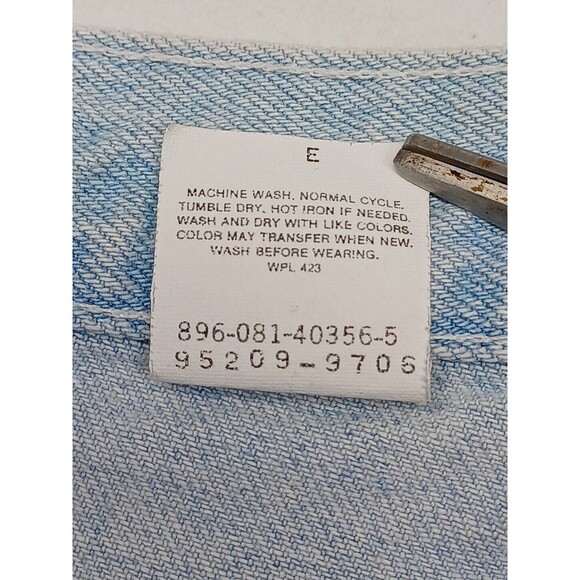 E
MACHINE WASH, NORMAL CYCLE.
TUMBLE DRY. HOT IRON IF NEEDED.
WASH AND DRY WITH LIKE COLORS.
COLOR MAY TRANSFER WHEN NEW.
WASH BEFORE WEARING.
WPL 423
896-081-40356-5
95209-9706